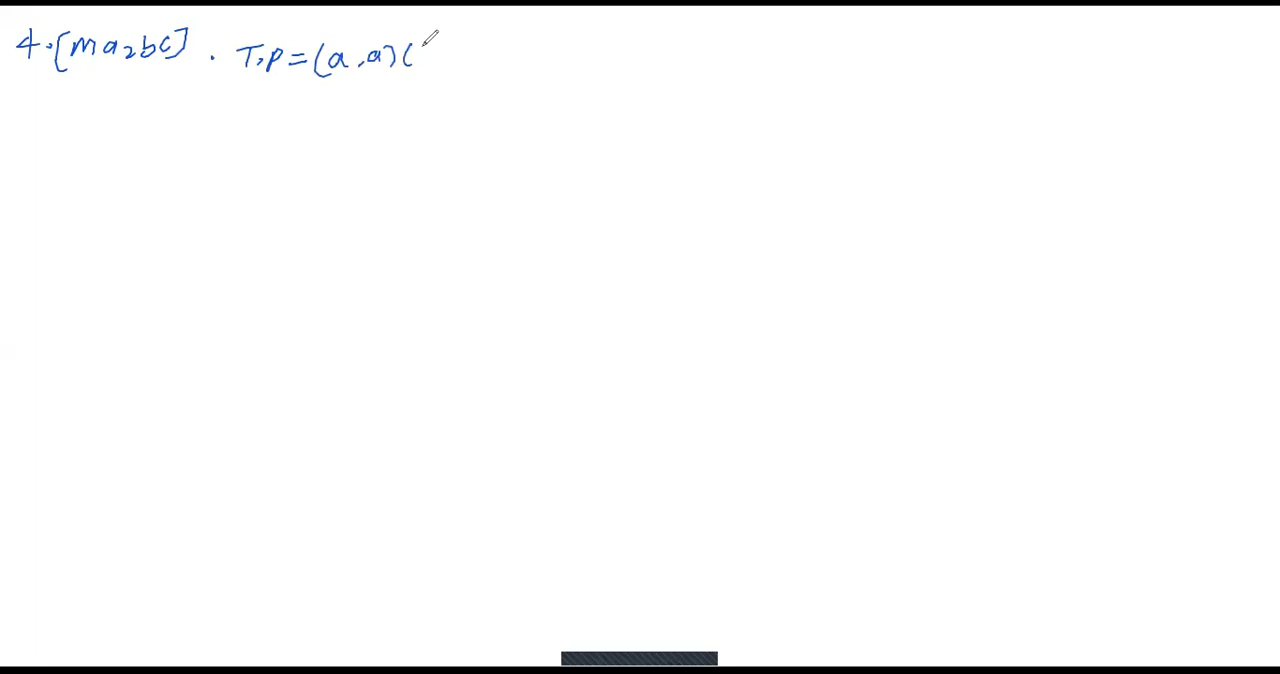 4. [ma₂bc] . T.P = (a, a) (